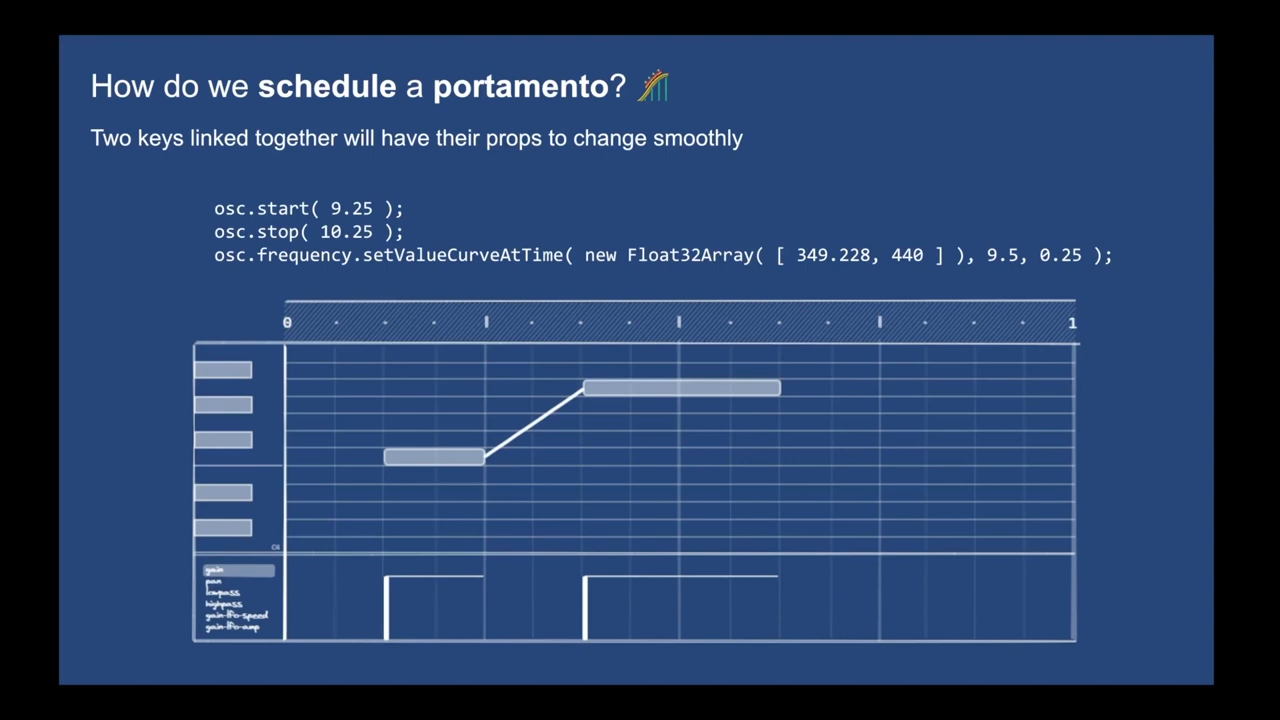 How do we schedule a portamento?
Two keys linked together will have their props to change smoothly
osc.start( 9.25 );
osc.stop( 10.25 );
osc.frequency.setValueCurveAtTime( new Float32Array( [ 349.228, 440 ] ), 9.5, 0.25 );
0 1
gain
pan
lowpass
highpass
gain lfo speed
gain lfo amp